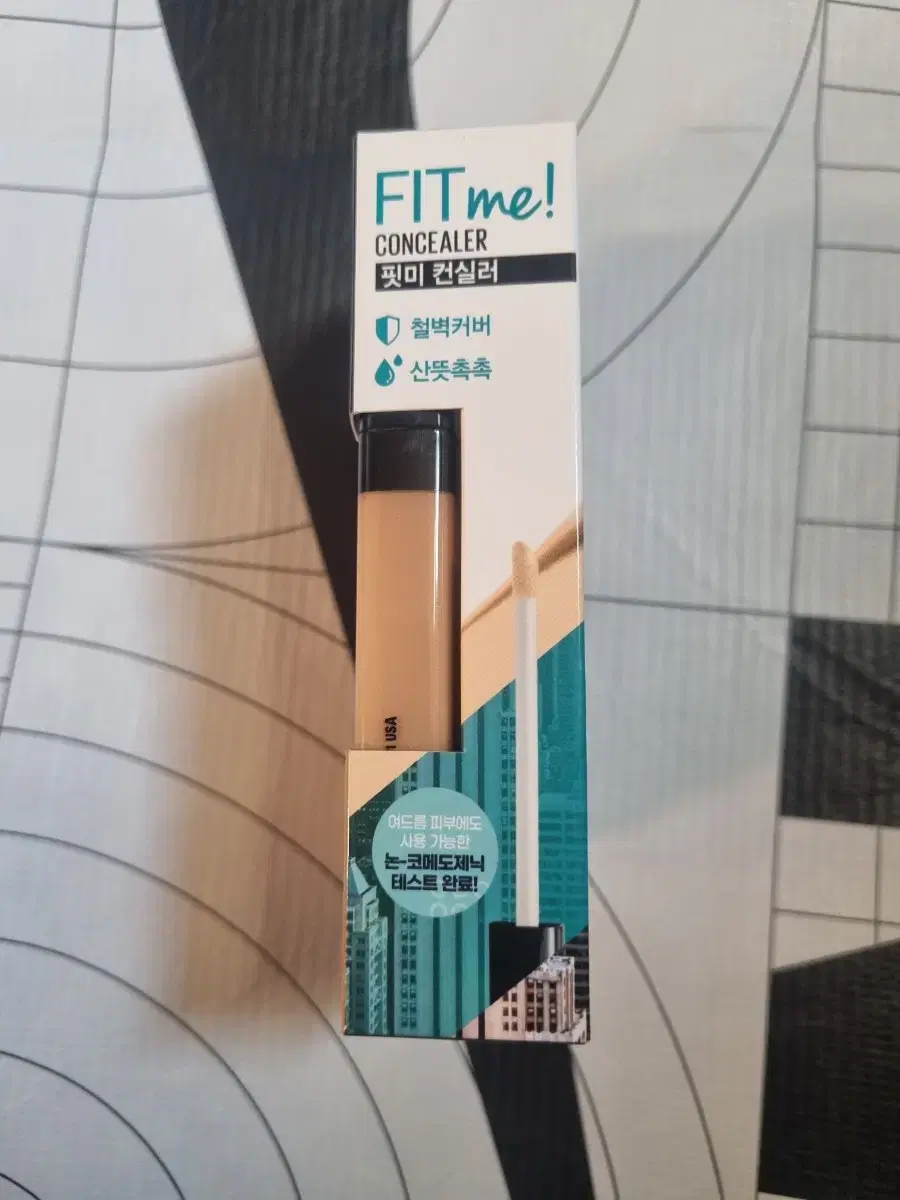 FIT me!
CONCEALER
핏미 컨실러
철벽커버
산뜻촉촉
USA
여드름 피부에도
사용 가능한
논-코메도제닉
테스트 완료!